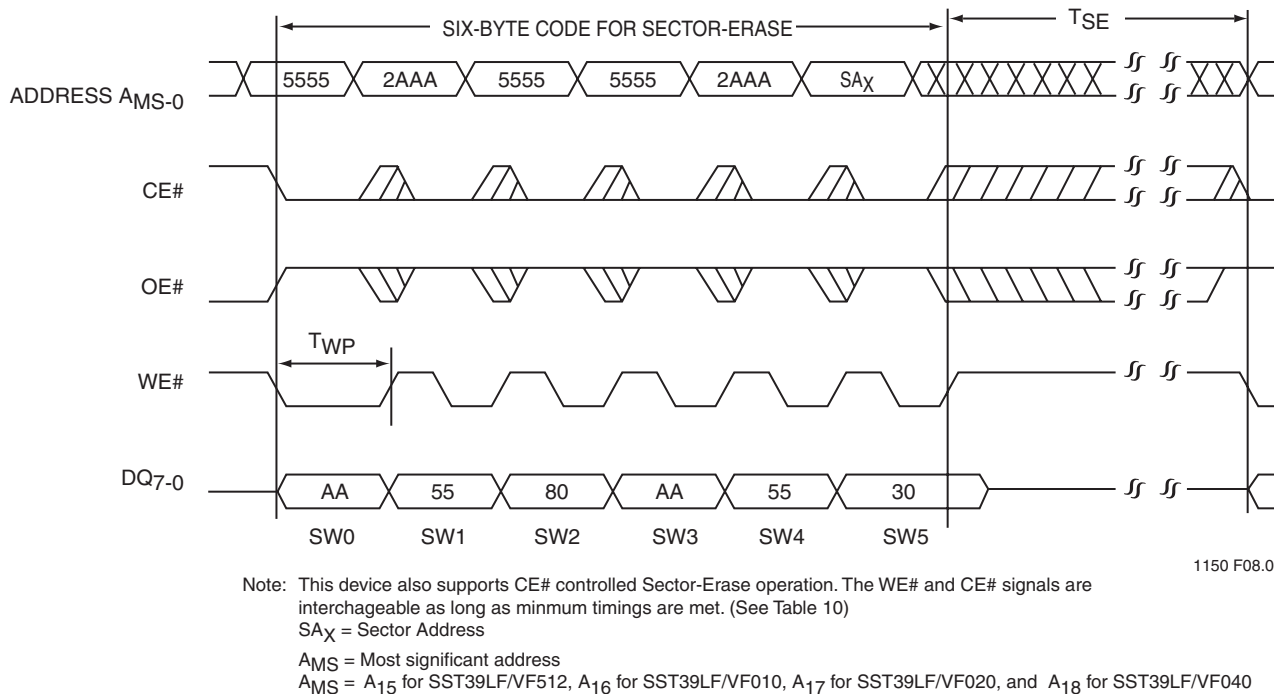 SIX-BYTE CODE FOR SECTOR-ERASE TSE
ADDRESS AMS-0 5555 2AAA 5555 5555 2AAA SAX
CE#
OE#
TWP
WE#
DQ7-0 AA 55 80 AA 55 30
SW0 SW1 SW2 SW3 SW4 SW5
1150 F08.0
Note: This device also supports CE# controlled Sector-Erase operation. The WE# and CE# signals are
interchageable as long as minmum timings are met. (See Table 10)
SAX = Sector Address
AMS = Most significant address
AMS = A15 for SST39LF/VF512, A16 for SST39LF/VF010, A17 for SST39LF/VF020, and A18 for SST39LF/VF040